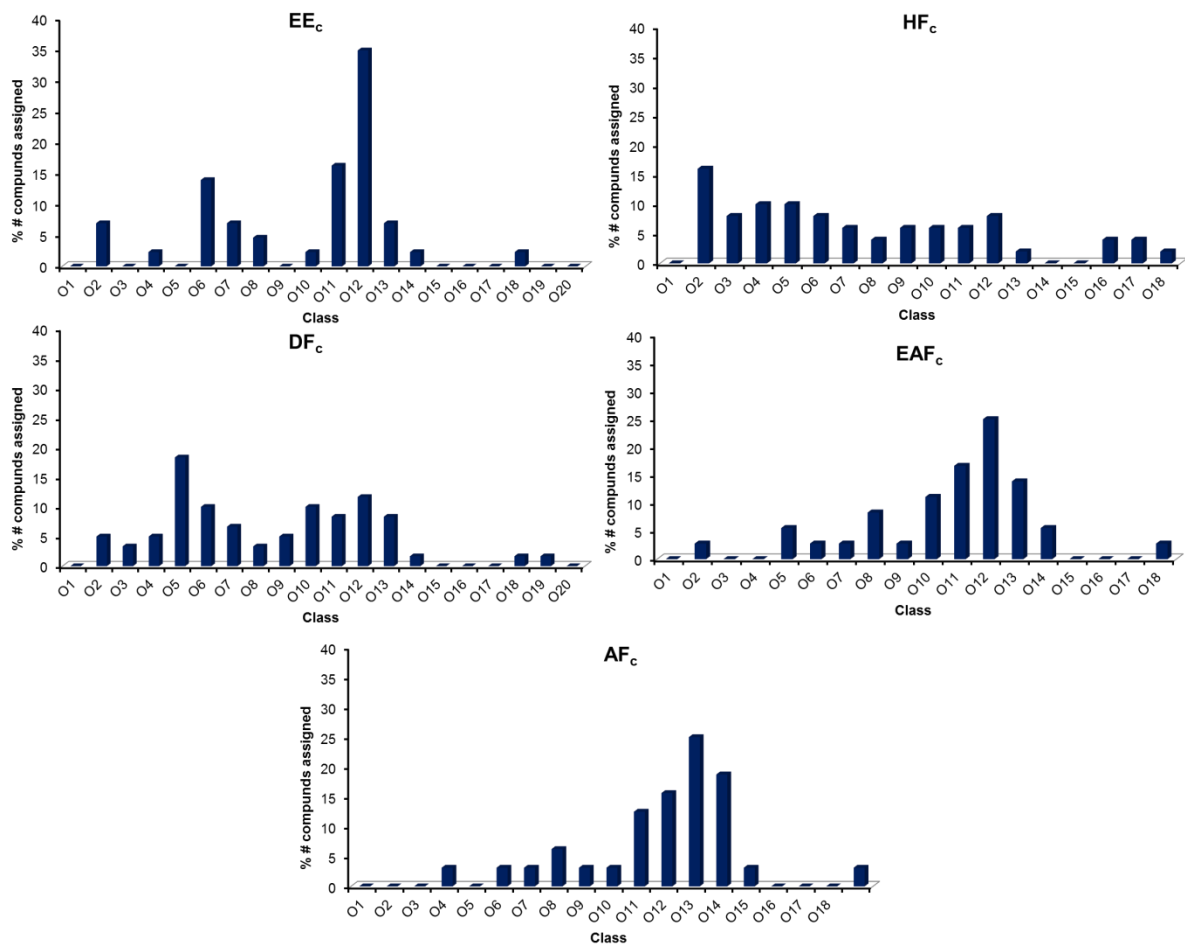 EEc
% # compunds assigned
40
35
30
25
20
15
10
5
0
O1 O2 O3 O4 O5 O6 O7 O8 O9 O10 O11 O12 O13 O14 O15 O16 O17 O18 O19 O20
Class
HFc
% # compunds assigned
40
35
30
25
20
15
10
5
0
O1 O2 O3 O4 O5 O6 O7 O8 O9 O10 O11 O12 O13 O14 O15 O16 O17 O18
Class
DFc
% # compunds assigned
40
35
30
25
20
15
10
5
0
O1 O2 O3 O4 O5 O6 O7 O8 O9 O10 O11 O12 O13 O14 O15 O16 O17 O18 O19 O20
Class
EAFc
% # compunds assigned
40
35
30
25
20
15
10
5
0
O1 O2 O3 O4 O5 O6 O7 O8 O9 O10 O11 O12 O13 O14 O15 O16 O17 O18
Class
AFc
% # compunds assigned
40
35
30
25
20
15
10
5
0
O1 O2 O3 O4 O5 O6 O7 O8 O9 O10 O11 O12 O13 O14 O15 O16 O17 O18
Class